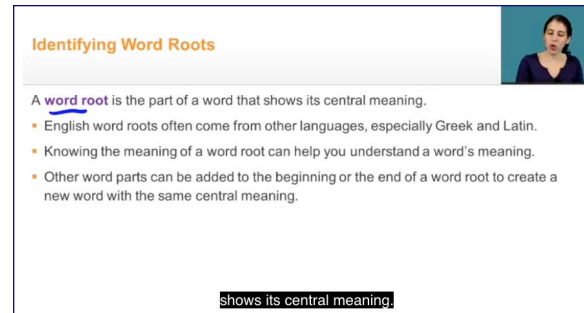 Identifying Word Roots
A word root is the part of a word that shows its central meaning.
▪ English word roots often come from other languages, especially Greek and Latin.
▪ Knowing the meaning of a word root can help you understand a word's meaning.
▪ Other word parts can be added to the beginning or the end of a word root to create a
new word with the same central meaning.
shows its central meaning.